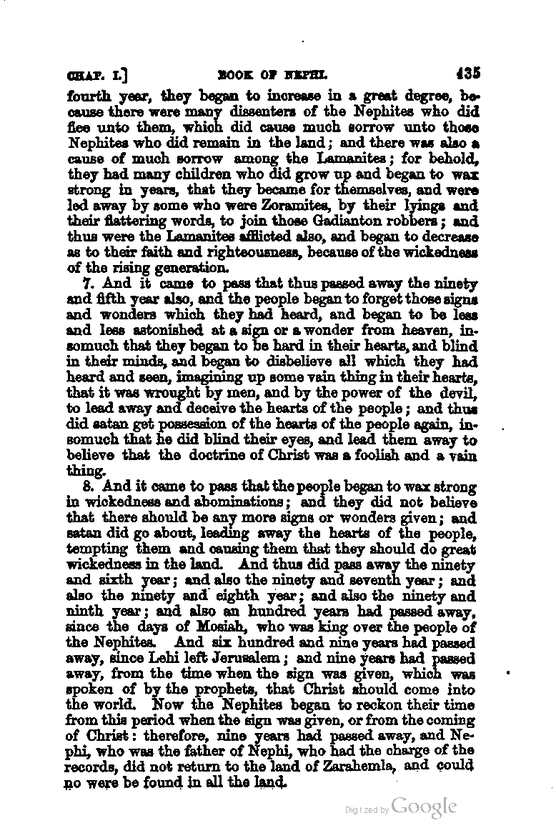 CHAP. I.] BOOK OF NEPHI. 435
fourth year, they began to increase in a great degree, be-
cause there were many dissenters of the Nephites who did
flee unto them, which did cause much sorrow unto those
Nephites who did remain in the land; and there was also a
cause of much sorrow among the Lamanites; for behold,
they had many children who did grow up and began to wax
strong in years, that they became for themselves, and were
led away by some who were Zoramites, by their lyings and
their flattering words, to join those Gadianton robbers; and
thus were the Lamanites afflicted also, and began to decrease
as to their faith and righteousness, because of the wickedness
of the rising generation.
7. And it came to pass that thus passed away the ninety
and fifth year also, and the people began to forget those signs
and wonders which they had heard, and began to be less
and less astonished at a sign or a wonder from heaven, in-
somuch that they began to be hard in their hearts, and blind
in their minds, and began to disbelieve all which they had
heard and seen, imagining up some vain thing in their hearts,
that it was wrought by men, and by the power of the devil,
to lead away and deceive the hearts of the people; and thus
did satan get possession of the hearts of the people again, in-
somuch that he did blind their eyes, and lead them away to
believe that the doctrine of Christ was a foolish and a vain
thing.
8. And it came to pass that the people began to wax strong
in wickedness and abominations; and they did not believe
that there should be any more signs or wonders given; and
satan did go about, leading away the hearts of the people,
tempting them and causing them that they should do great
wickedness in the land. And thus did pass away the ninety
and sixth year; and also the ninety and seventh year; and
also the ninety and eighth year; and also the ninety and
ninth year; and also an hundred years had passed away,
since the days of Mosiah, who was king over the people of
the Nephites. And six hundred and nine years had passed
away, since Lehi left Jerusalem; and nine years had passed
away, from the time when the sign was given, which was
spoken of by the prophets, that Christ should come into
the world. Now the Nephites began to reckon their time
from this period when the sign was given, or from the coming
of Christ: therefore, nine years had passed away, and Ne-
phi, who was the father of Nephi, who had the charge of the
records, did not return to the land of Zarahemla, and could
no were be found in all the land.
Digitized by Google